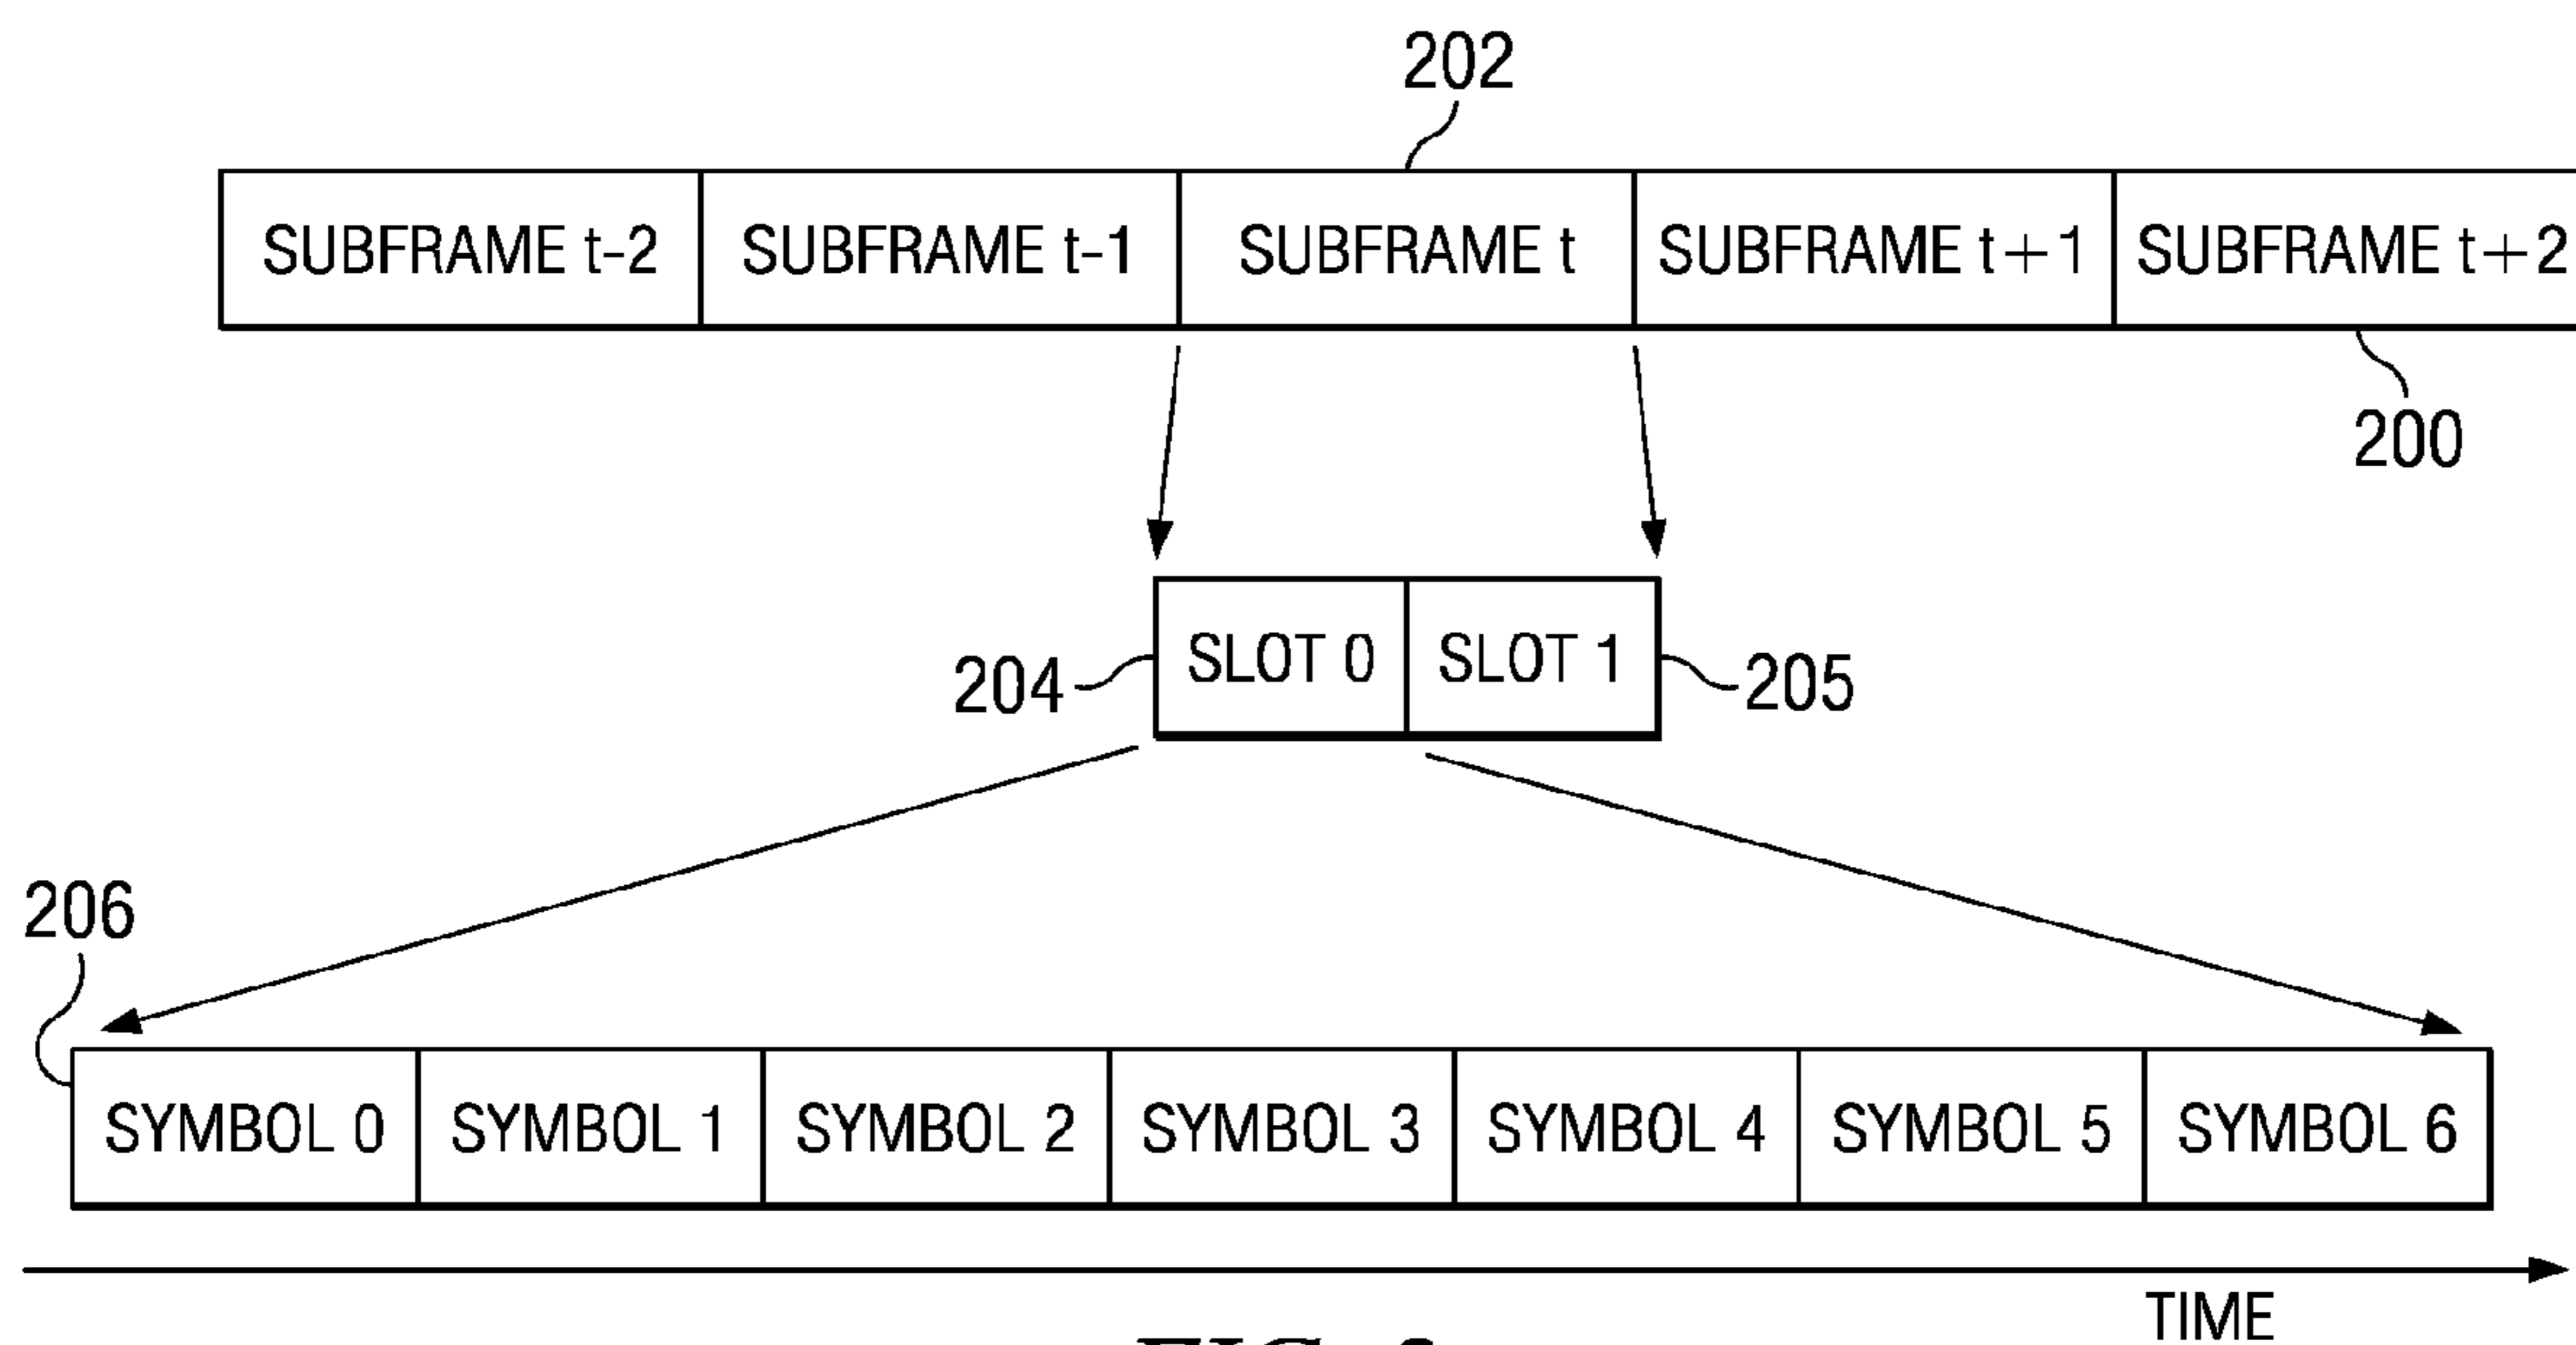 202
SUBFRAME t-2 SUBFRAME t-1 SUBFRAME t SUBFRAME t+1 SUBFRAME t+2
200
204 SLOT 0 SLOT 1 205
206
SYMBOL 0 SYMBOL 1 SYMBOL 2 SYMBOL 3 SYMBOL 4 SYMBOL 5 SYMBOL 6
TIME